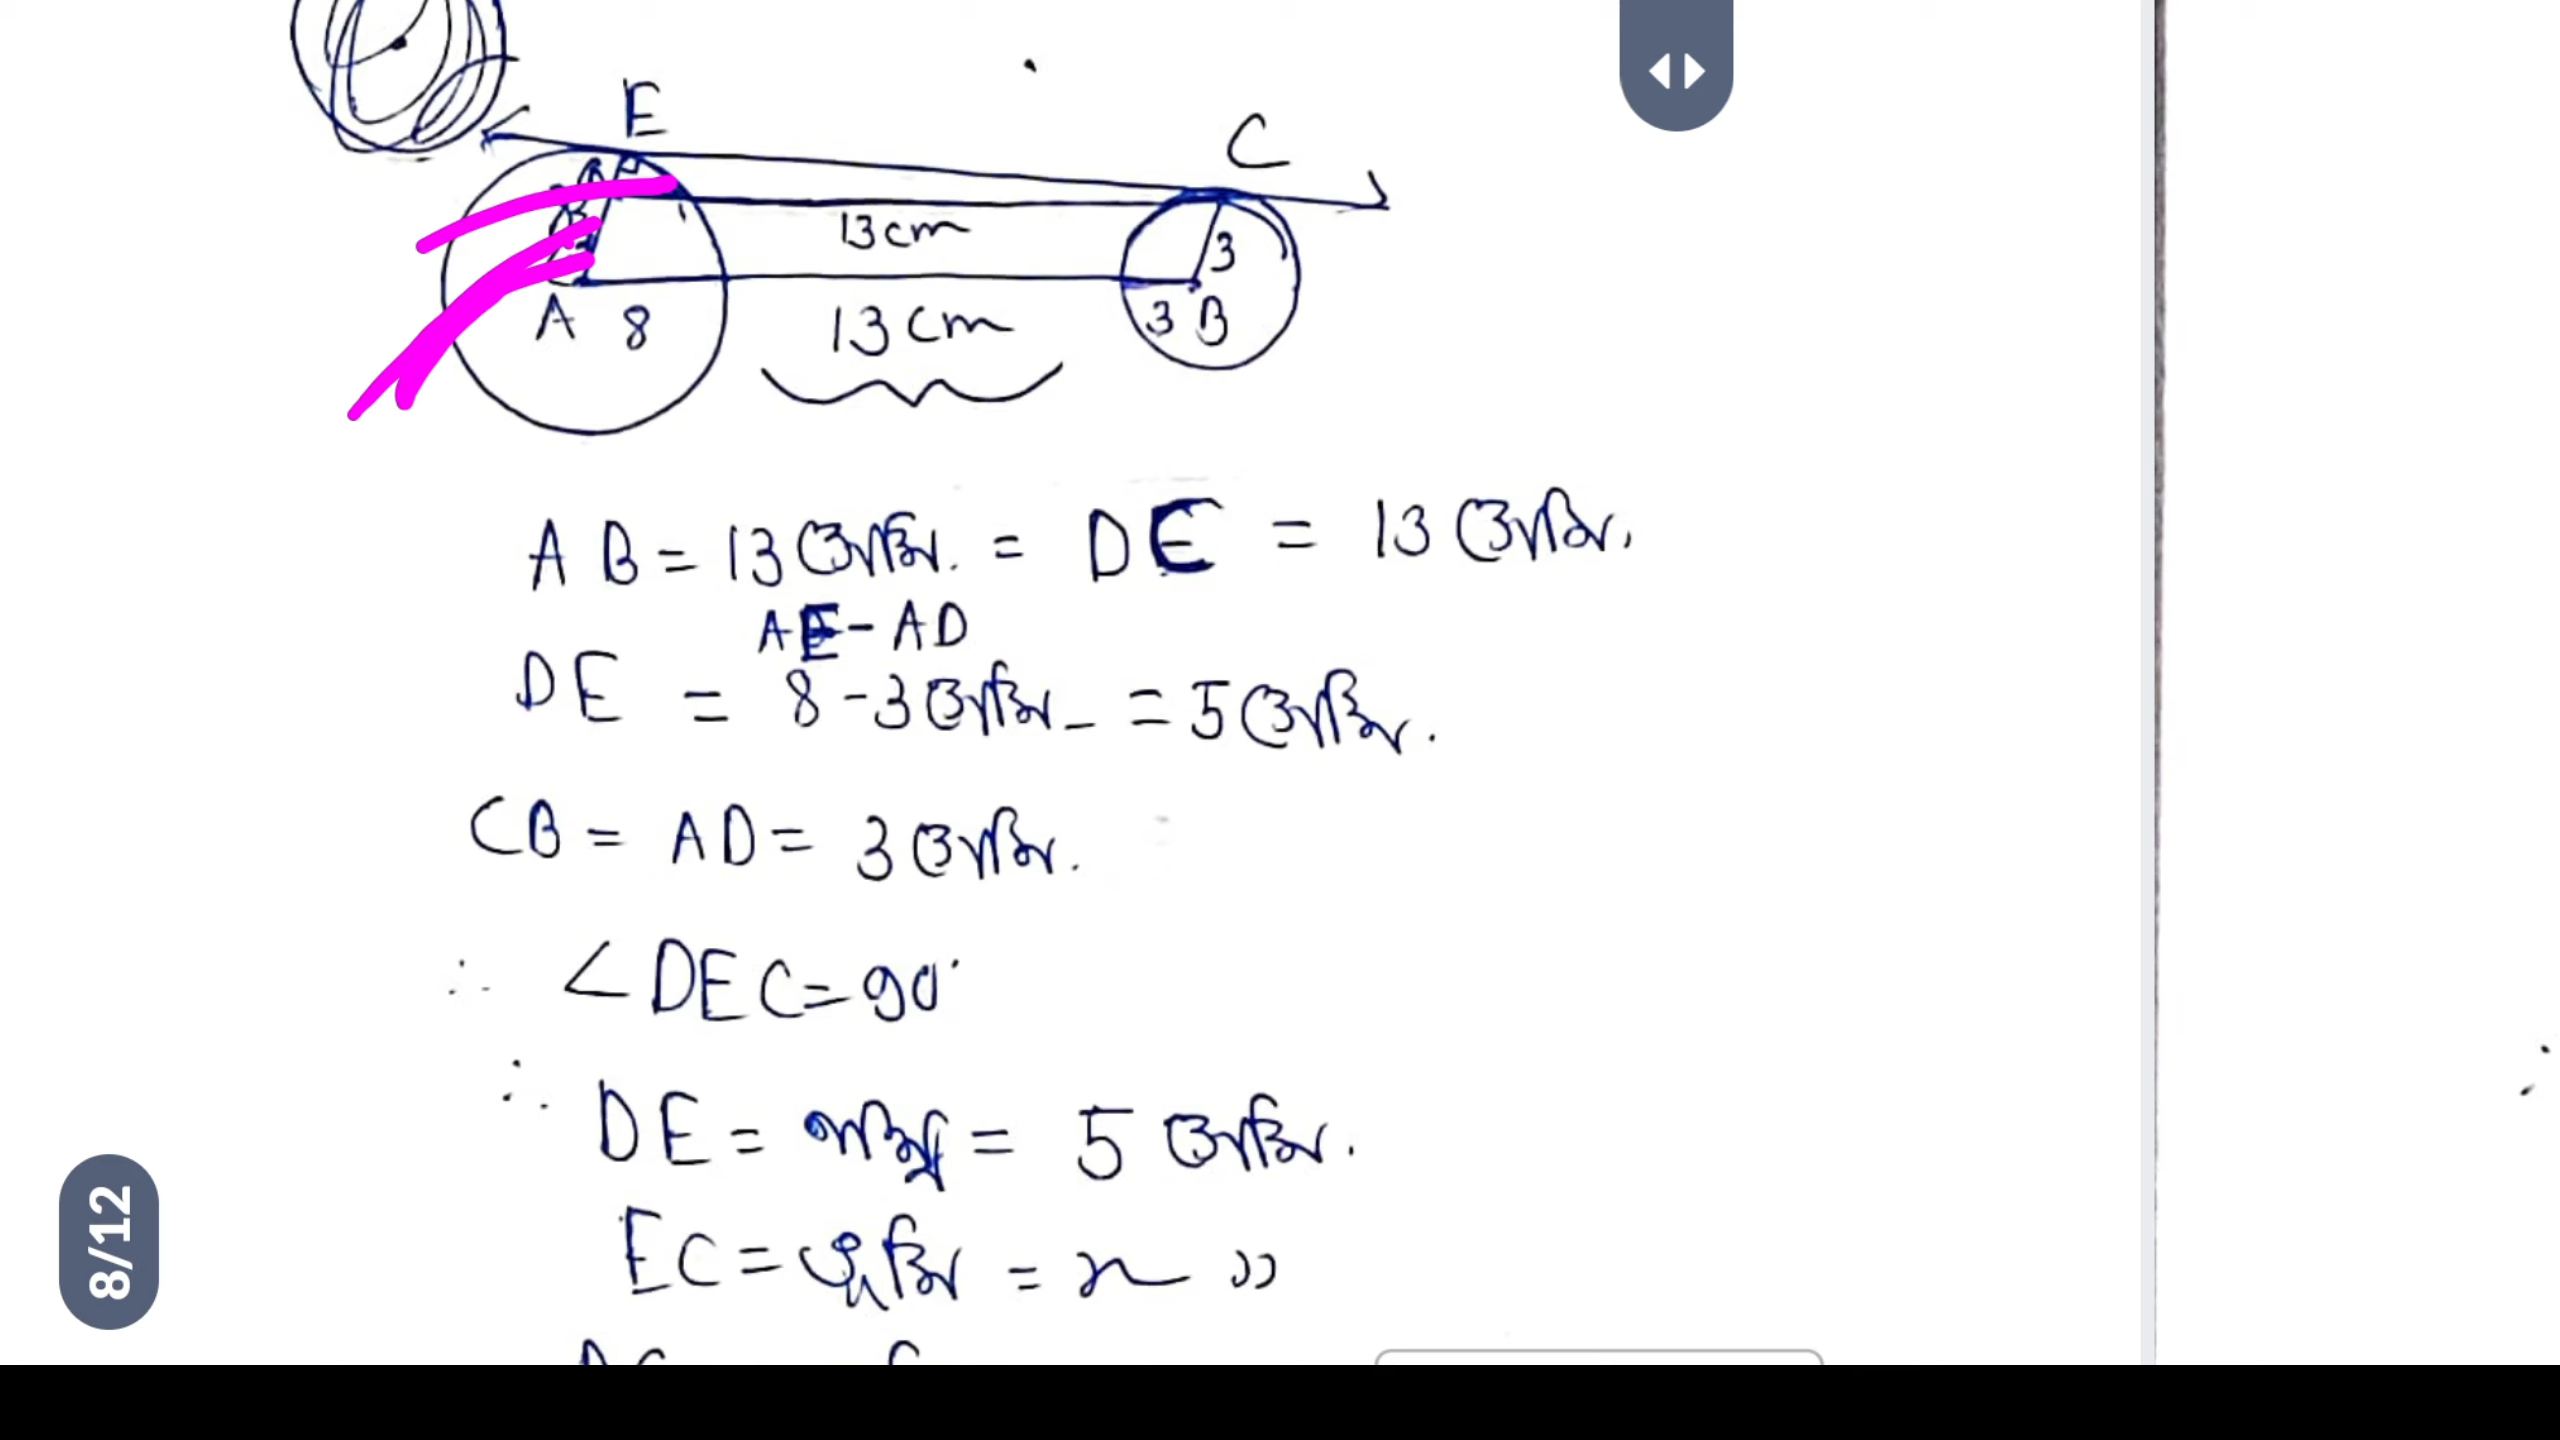 E
C
13cm
3
A 8
13 cm
3 B
AB = 13 সেমি. = DC = 13 সেমি.
AE - AD
DE = 8 - 3 সেমি. = 5 সেমি.
CB = AD = 3 সেমি.
∴ ∠DEC = 90°
∴ DE = লম্ব = 5 সেমি.
EC = ভূমি = x "
8/12